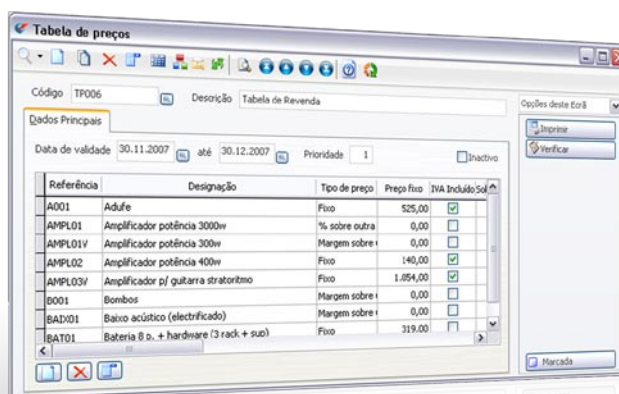 Tabela de preços
Código TP006 Descrição Tabela de Revenda
Opções deste Ecrã
Dados Principais
Imprimir
Verificar
Data de validade 30.11.2007 até 30.12.2007 Prioridade 1 Inactivo
Referência Designação Tipo de preço Preço fixo IVA Incluído Sol
A001 Adufe Fixo 525,00
AMPL01 Amplificador potência 3000w % sobre outra 0,00
AMPL01V Amplificador potência 300w Margem sobre 0,00
AMPL02 Amplificador potência 400w Fixo 140,00
AMPL03V Amplificador p/ guitarra stratoritmo Fixo 1.054,00
B001 Bombos Margem sobre 0,00
BAIX01 Baixo acústico (electrificado) Margem sobre 0,00
BAT01 Bateria 8 p. + hardware (3 rack + sup) Fixo 319.00
Marcada